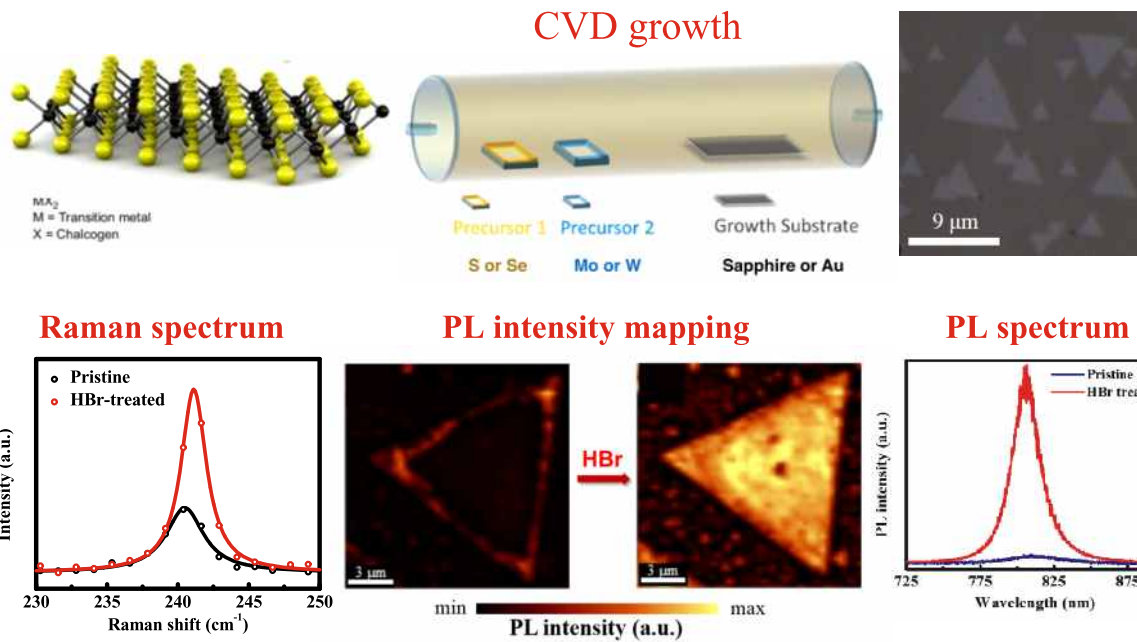 CVD growth
MX2
M = Transition metal
X = Chalcogen
Precursor 1
Precursor 2
Growth Substrate
S or Se
Mo or W
Sapphire or Au
9 μm
Raman spectrum
PL intensity mapping
PL spectrum
Pristine
HBr-treated
Intensity (a.u.)
230 235 240 245 250
Raman shift (cm-1)
3 μm
HBr
3 μm
min
max
PL intensity (a.u.)
Pristine
HBr trea
PL intensity (a.u.)
725 775 825 875
Wavelength (nm)